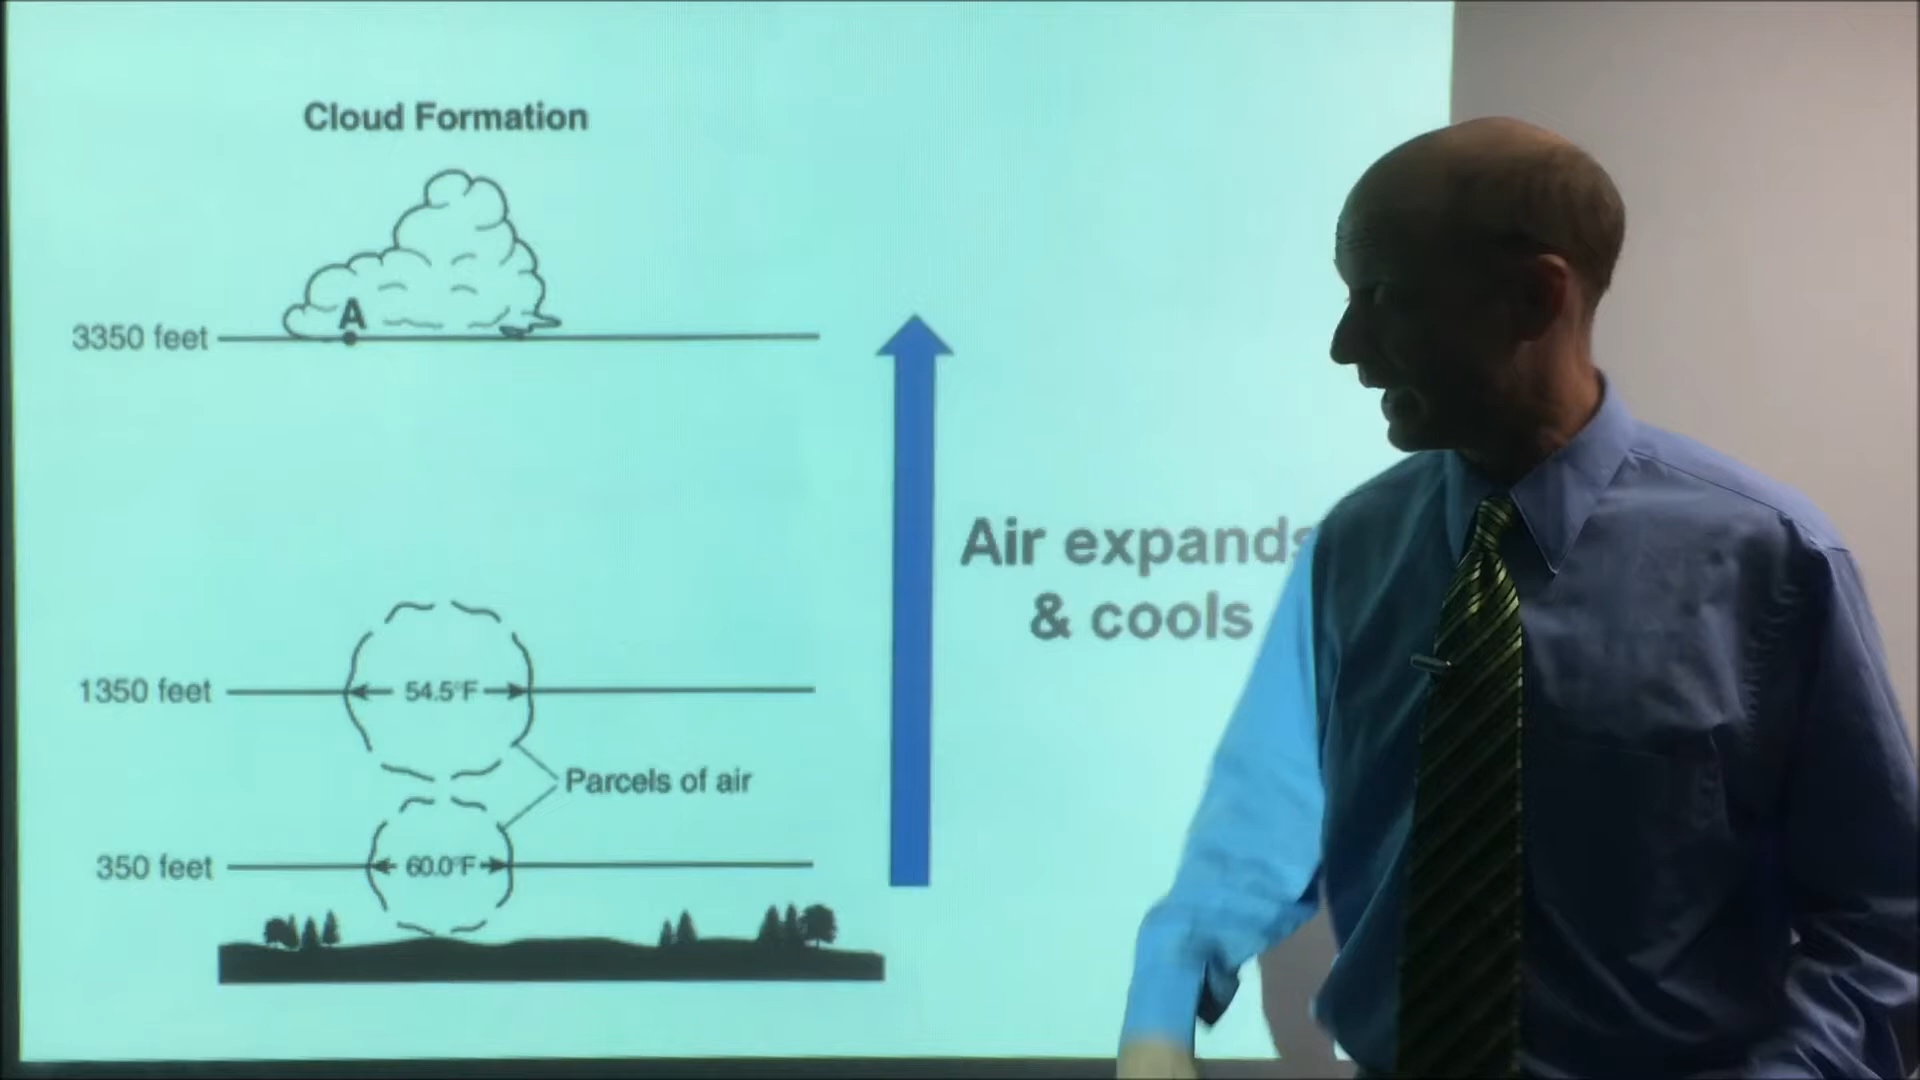 Cloud Formation
A
3350 feet
Air expands
& cools
1350 feet
54.5°F
Parcels of air
350 feet
60.0°F